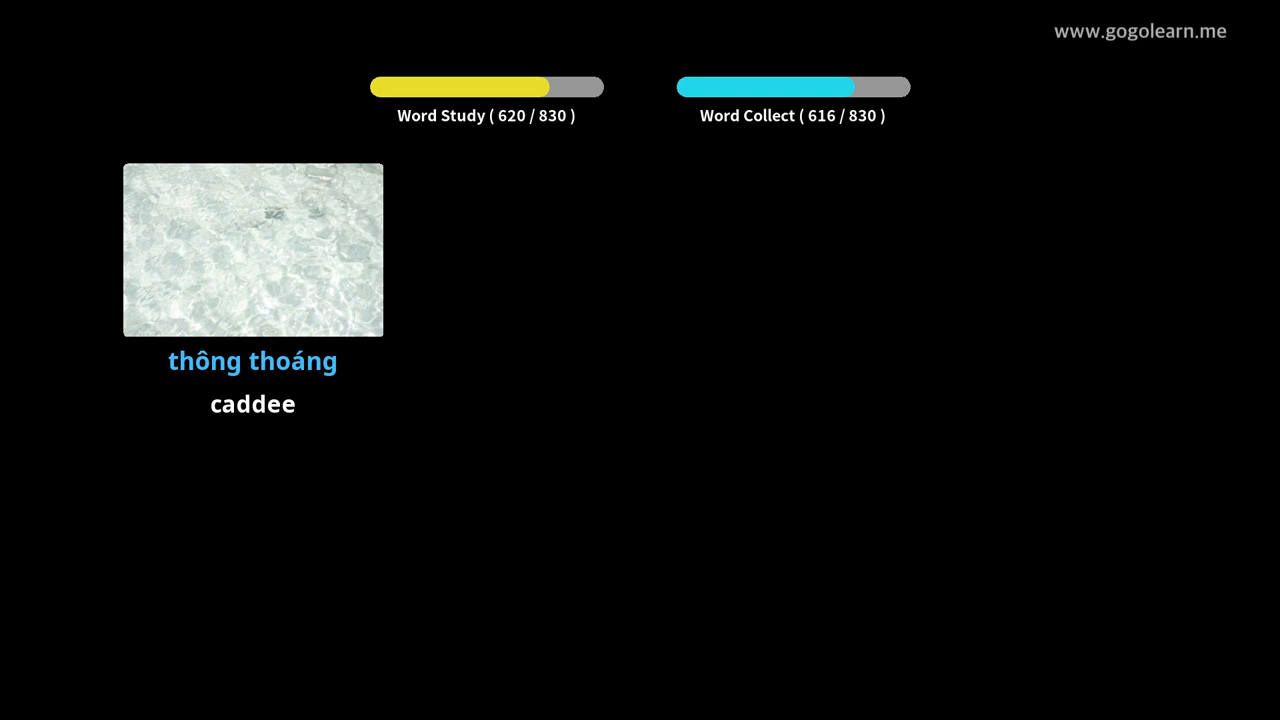 www.gogolearn.me
Word Study ( 620 / 830 )
Word Collect ( 616 / 830 )
thông thoáng
caddee